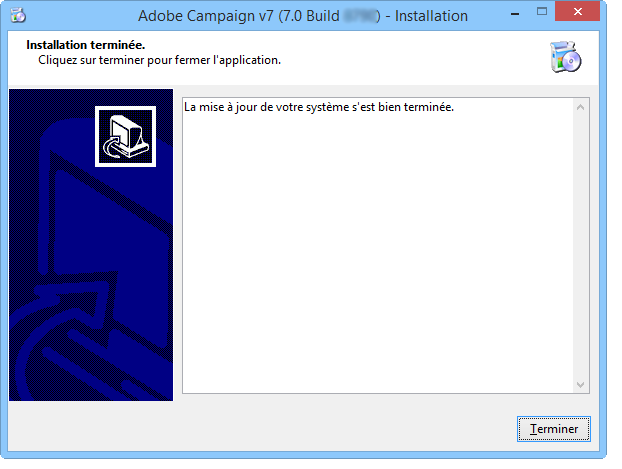 Adobe Campaign v7 (7.0 Build ) - Installation
Installation terminée.
Cliquez sur terminer pour fermer l'application.
La mise à jour de votre système s'est bien terminée.
Terminer